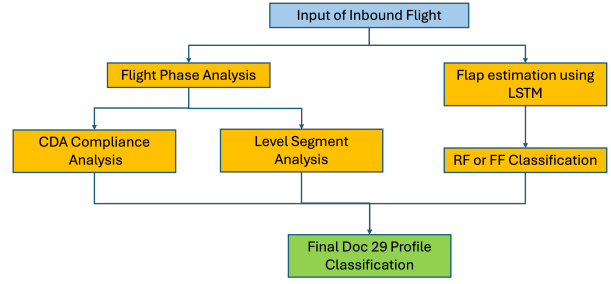 Input of Inbound Flight
Flight Phase Analysis
Flap estimation using
LSTM
CDA Compliance
Analysis
Level Segment
Analysis
RF or FF Classification
Final Doc 29 Profile
Classification